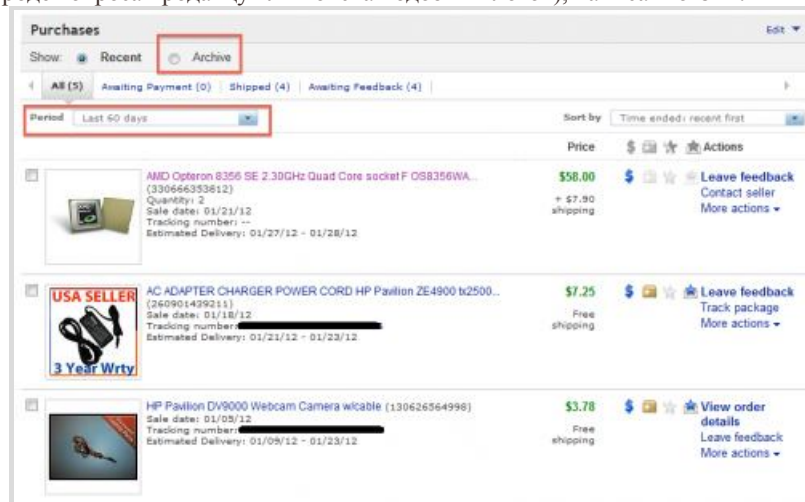 Purchases Edit
Show: Recent Archive
All (5) Awaiting Payment (0) Shipped (4) Awaiting Feedback (4)
Period Last 60 days Sort by Time ended: recent first
Price $ Actions
AMD Opteron 8356 SE 2.30GHz Quad Core socket F OS8356WA... $58.00 $ Leave feedback
(330666353812) Contact seller
Quantity: 2 + $7.90
Sale date: 01/21/12 shipping More actions
Tracking number: --
Estimated Delivery: 01/27/12 - 01/28/12
USA SELLER
3 Year Wrty
AC ADAPTER CHARGER POWER CORD HP Pavilion ZE4900 tx2500... $7.25 $ Leave feedback
(260901439211) Track package
Sale date: 01/18/12 Free
Tracking number: shipping More actions
Estimated Delivery: 01/21/12 - 01/23/12
HP Pavilion DV9000 Webcam Camera w/cable (130626564998) $3.78 $ View order
Sale date: 01/05/12 details
Tracking number: Free
Estimated Delivery: 01/09/12 - 01/23/12 shipping Leave feedback
More actions